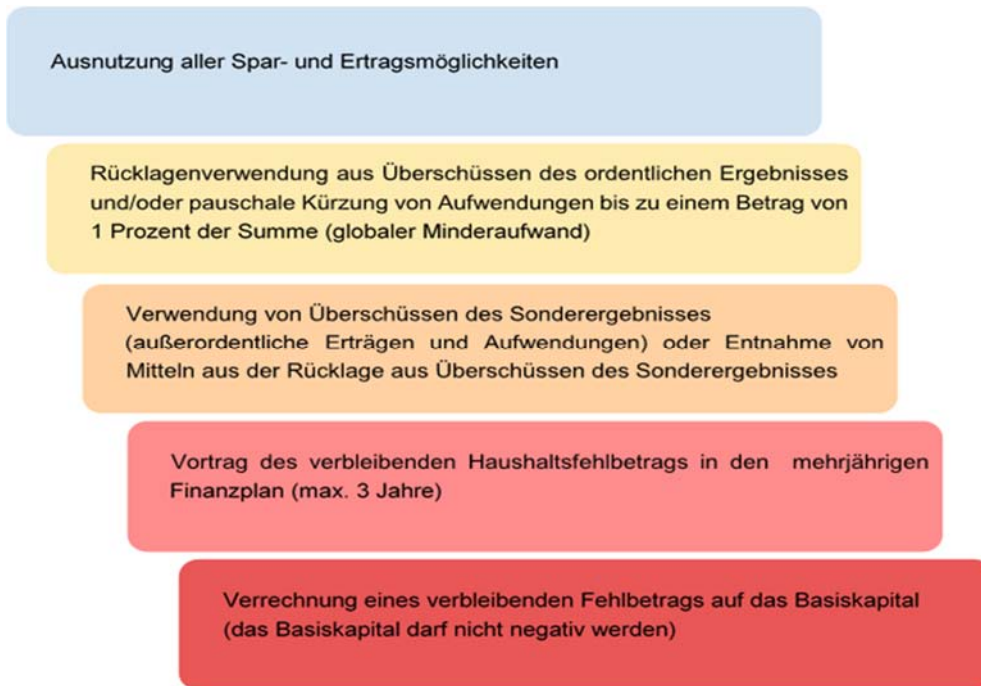 Ausnutzung aller Spar- und Ertragsmöglichkeiten
Rücklagenverwendung aus Überschüssen des ordentlichen Ergebnisses
und/oder pauschale Kürzung von Aufwendungen bis zu einem Betrag von
1 Prozent der Summe (globaler Minderaufwand)
Verwendung von Überschüssen des Sonderergebnisses
(außerordentliche Erträgen und Aufwendungen) oder Entnahme von
Mitteln aus der Rücklage aus Überschüssen des Sonderergebnisses
Vortrag des verbleibenden Haushaltsfehlbetrags in den mehrjährigen
Finanzplan (max. 3 Jahre)
Verrechnung eines verbleibenden Fehlbetrags auf das Basiskapital
(das Basiskapital darf nicht negativ werden)